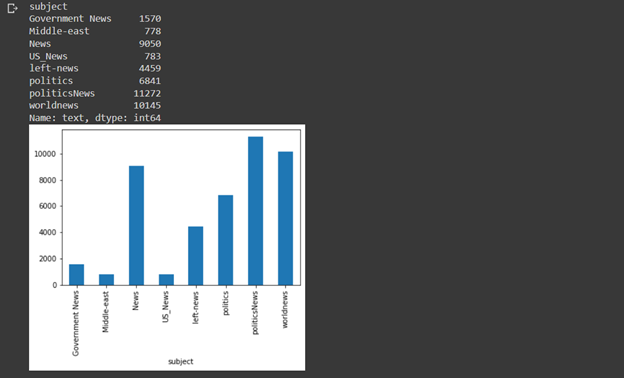 subject
Government News 1570
Middle-east 778
News 9050
US_News 783
left-news 4459
politics 6841
politicsNews 11272
worldnews 10145
Name: text, dtype: int64
10000
8000
6000
4000
2000
0
Government News
Middle-east
News
US_News
left-news
politics
politicsNews
worldnews
subject